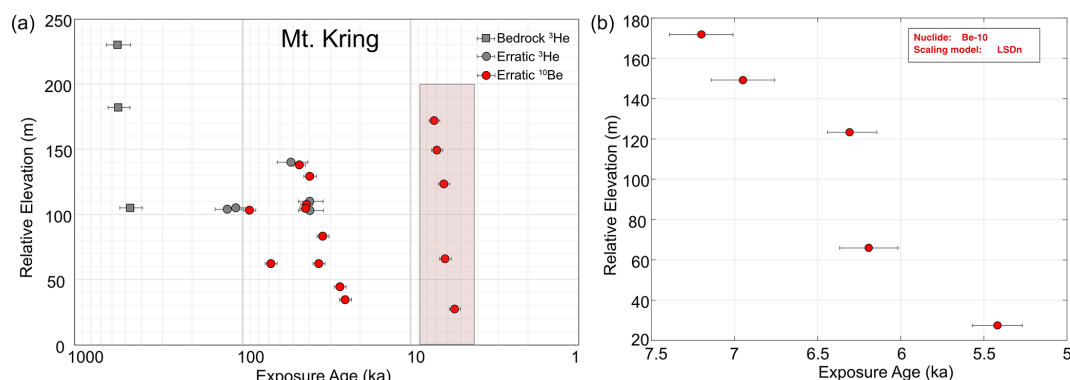 (a)
Mt. Kring
Bedrock ³He
Erratic ³He
Erratic ¹⁰Be
Relative Elevation (m)
250
200
150
100
50
0
1000
100
10
1
Exposure Age (ka)
(b)
Nuclide: Be-10
Scaling model: LSDn
Relative Elevation (m)
180
160
140
120
100
80
60
40
20
7.5
7
6.5
6
5.5
5
Exposure Age (ka)